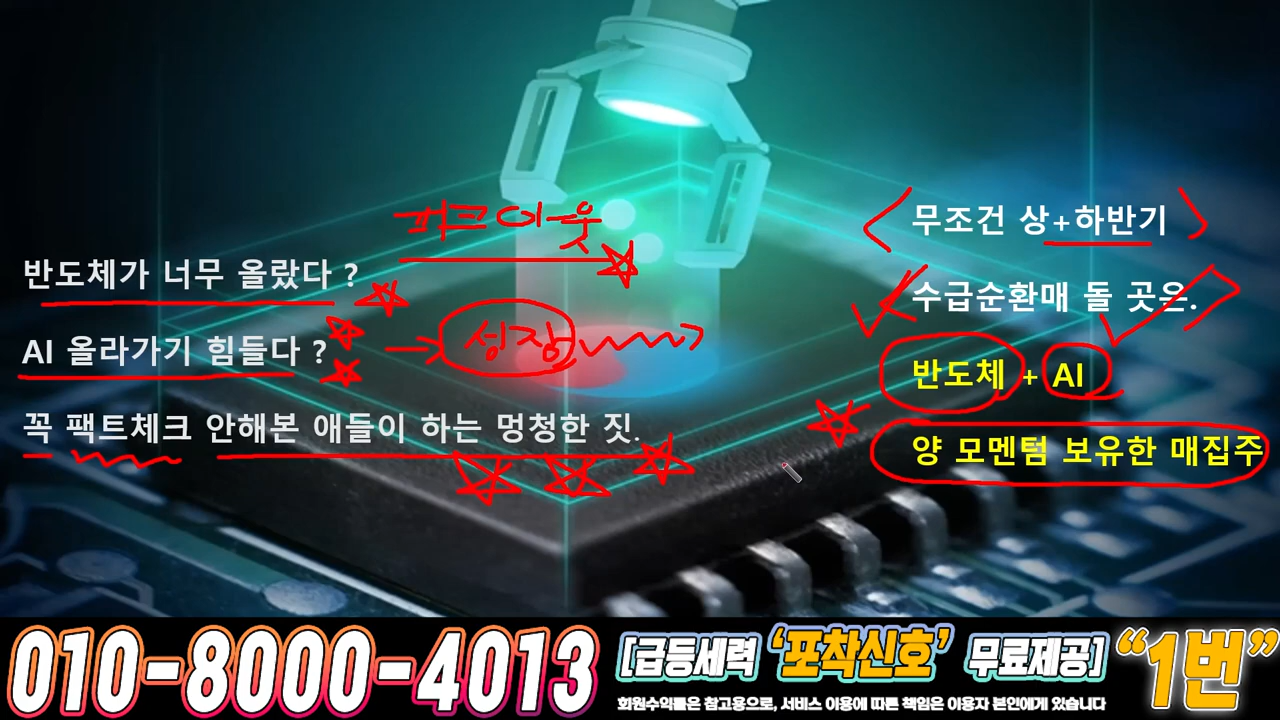 피크아웃
반도체가 너무 올랐다 ?
AI 올라가기 힘들다 ?
성장
꼭 팩트체크 안해본 애들이 하는 멍청한 짓.
무조건 상+하반기
수급순환매 돌 곳은.
반도체 + AI
양 모멘텀 보유한 매집주
010-8000-4013
[급등세력 '포착신호' 무료제공] "1번"
회원수익률은 참고용으로, 서비스 이용에 따른 책임은 이용자 본인에게 있습니다